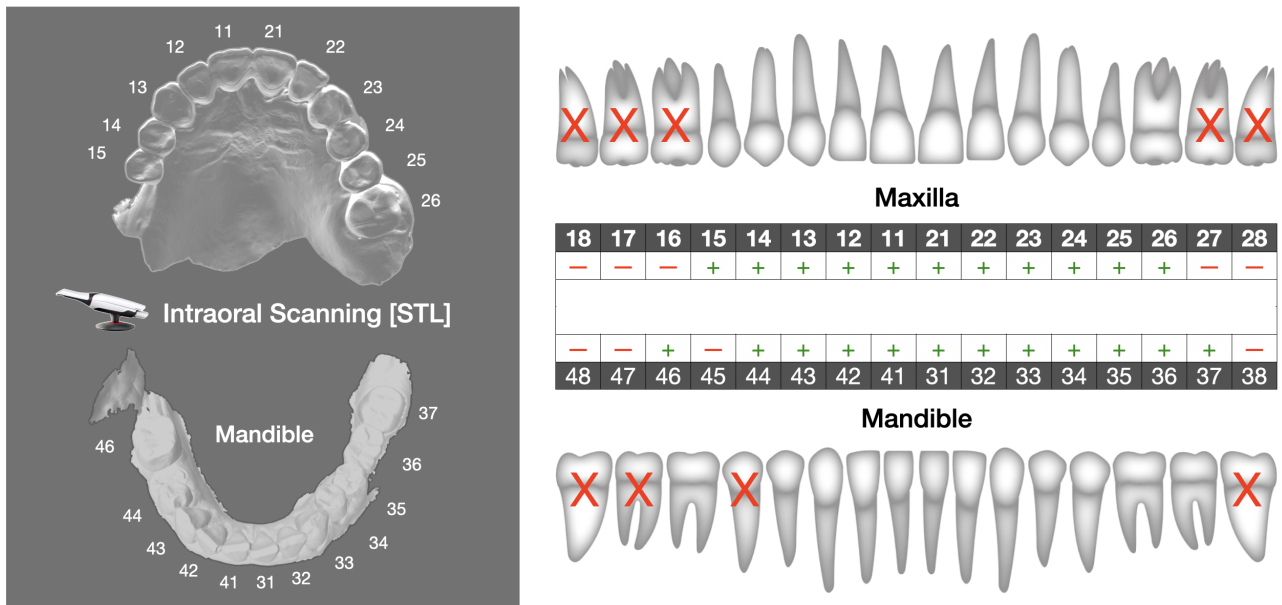 11 21
12 22
13 23
14 24
15 25
26
Intraoral Scanning [STL]
Mandible
46 37
36
44 35
43 34
42 41 31 32 33
X X X X X
Maxilla
18 17 16 15 14 13 12 11 21 22 23 24 25 26 27 28
— — — + + + + + + + + + + + — —
— — + — + + + + + + + + + + + —
48 47 46 45 44 43 42 41 31 32 33 34 35 36 37 38
Mandible
X X X X